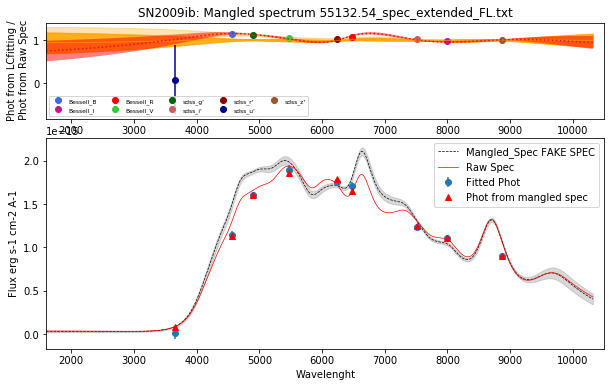 SN2009ib: Mangled spectrum 55132.54_spec_extended_FL.txt
Phot from LCfitting /
Phot from Raw Spec
1
0
Bessell_B Bessell_R sdss_g' sdss_r' sdss_z'
Bessell_I Bessell_V sdss_i' sdss_u'
2000 3000 4000 5000 6000 7000 8000 9000 10000
1e−15
Flux erg s-1 cm-2 A-1
2.0
1.5
1.0
0.5
0.0
Mangled_Spec FAKE SPEC
Raw Spec
Fitted Phot
Phot from mangled spec
2000 3000 4000 5000 6000 7000 8000 9000 10000
Wavelenght